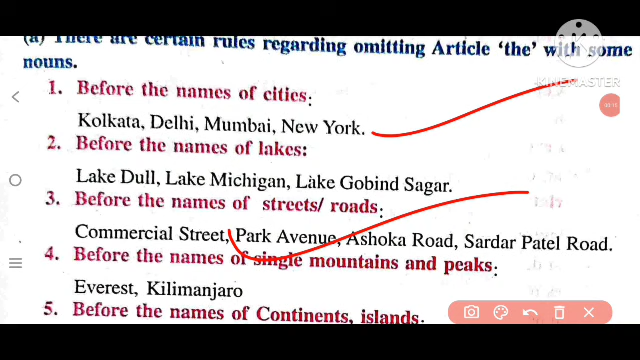 (a) There are certain rules regarding omitting Article ‘the’ with some
nouns.
KINEMASTER
1. Before the names of cities:
Kolkata, Delhi, Mumbai, New York.
2. Before the names of lakes:
Lake Dull, Lake Michigan, Lake Gobind Sagar.
3. Before the names of streets/ roads:
Commercial Street, Park Avenue, Ashoka Road, Sardar Patel Road.
4. Before the names of single mountains and peaks:
Everest, Kilimanjaro
5. Before the names of Continents, islands.